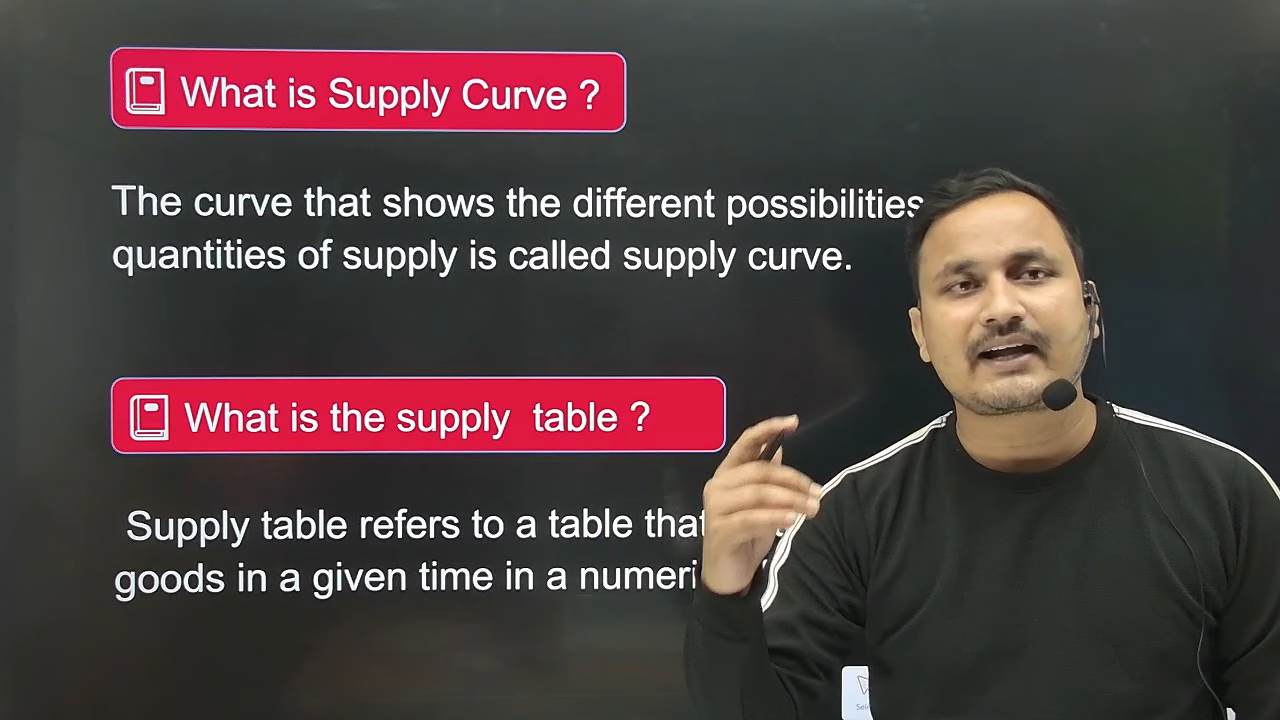 What is Supply Curve ?
The curve that shows the different possibilities
quantities of supply is called supply curve.
What is the supply table ?
Supply table refers to a table that
goods in a given time in a